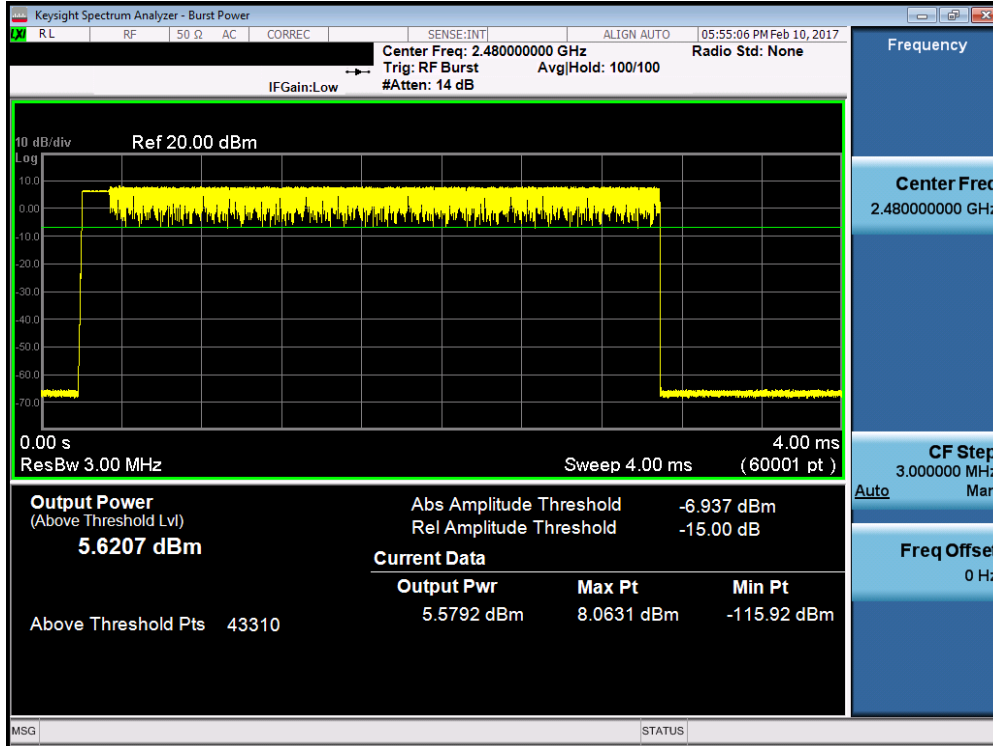 Keysight Spectrum Analyzer - Burst Power
LXI RL RF 50 Ω AC CORREC SENSE:INT ALIGN AUTO 05:55:06 PM Feb 10, 2017
Center Freq: 2.480000000 GHz Radio Std: None
Trig: RF Burst Avg|Hold: 100/100
IFGain:Low #Atten: 14 dB
10 dB/div Ref 20.00 dBm
Log
10.0
0.00
-10.0
-20.0
-30.0
-40.0
-50.0
-60.0
-70.0
0.00 s 4.00 ms
ResBw 3.00 MHz Sweep 4.00 ms (60001 pt)
Output Power
(Above Threshold Lvl)
5.6207 dBm
Above Threshold Pts 43310
Abs Amplitude Threshold -6.937 dBm
Rel Amplitude Threshold -15.00 dB
Current Data
Output Pwr Max Pt Min Pt
5.5792 dBm 8.0631 dBm -115.92 dBm
Frequency
Center Freq
2.480000000 GHz
CF Step
3.000000 MHz
Auto Man
Freq Offset
0 Hz
MSG STATUS